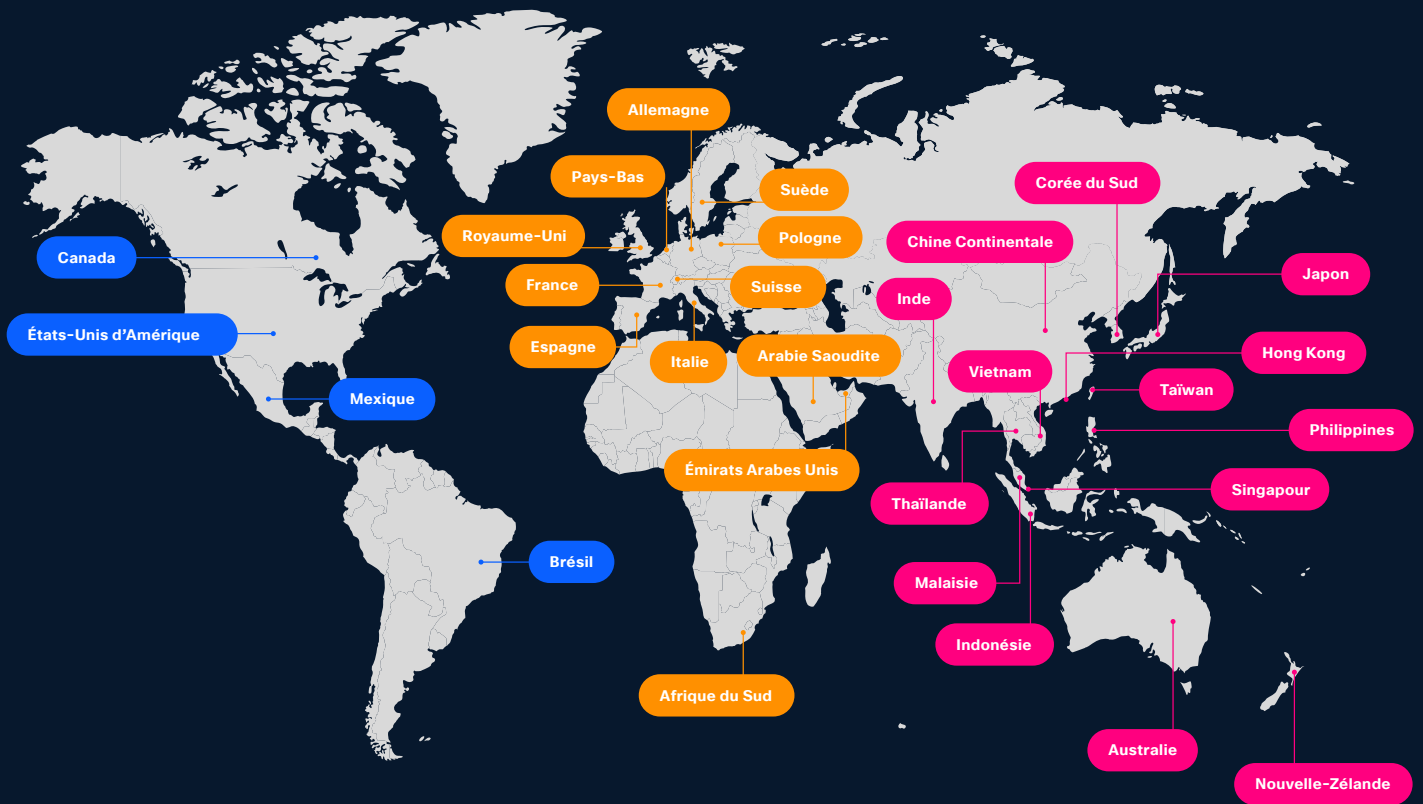 Allemagne
Pays-Bas
Suède
Corée du Sud
Royaume-Uni
Pologne
Chine Continentale
Canada
Japon
France
Suisse
Inde
États-Unis d’Amérique
Espagne
Italie
Arabie Saoudite
Hong Kong
Vietnam
Taïwan
Mexique
Philippines
Émirats Arabes Unis
Singapour
Thaïlande
Brésil
Malaisie
Indonésie
Afrique du Sud
Australie
Nouvelle-Zélande